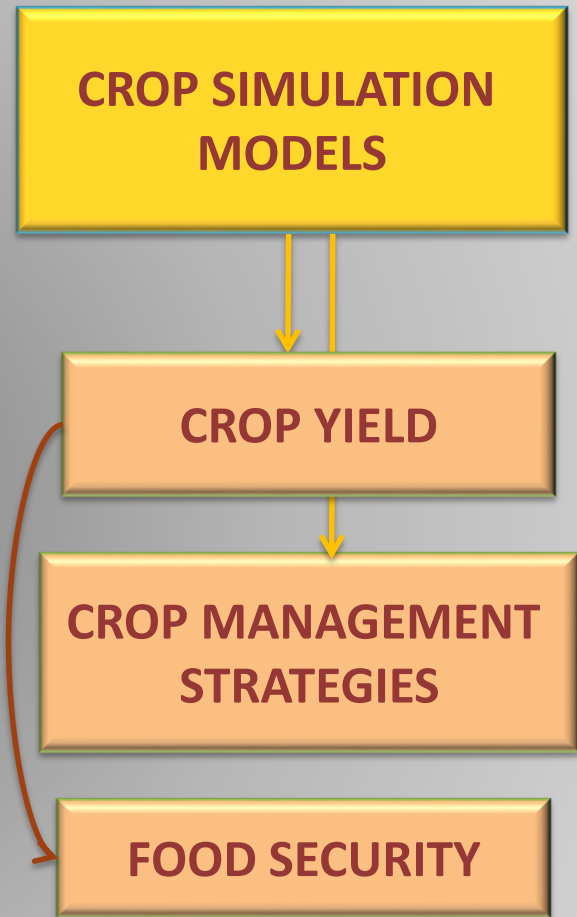 CROP SIMULATION
MODELS
CROP YIELD
CROP MANAGEMENT
STRATEGIES
FOOD SECURITY